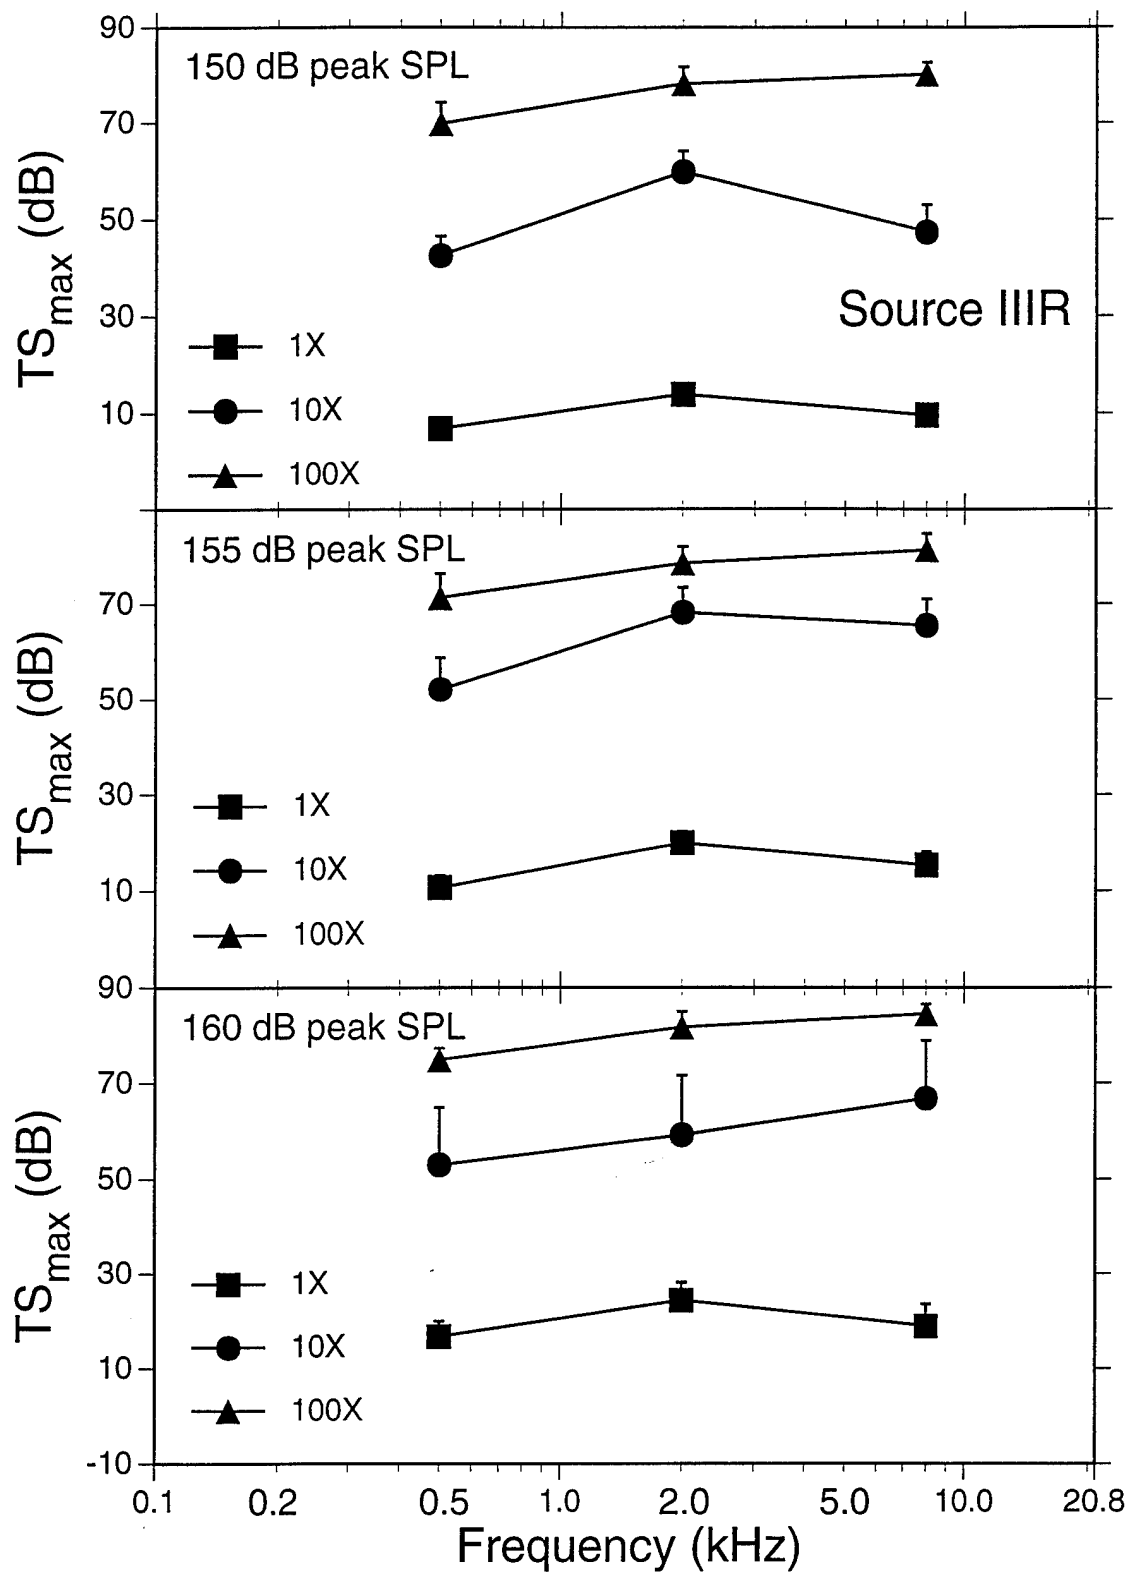 90
150 dB peak SPL
70
50
30
10
TSmax (dB)
Source IIIR
1X
10X
100X
155 dB peak SPL
70
50
30
10
TSmax (dB)
1X
10X
100X
90
160 dB peak SPL
70
50
30
10
-10
TSmax (dB)
1X
10X
100X
0.1 0.2 0.5 1.0 2.0 5.0 10.0 20.8
Frequency (kHz)